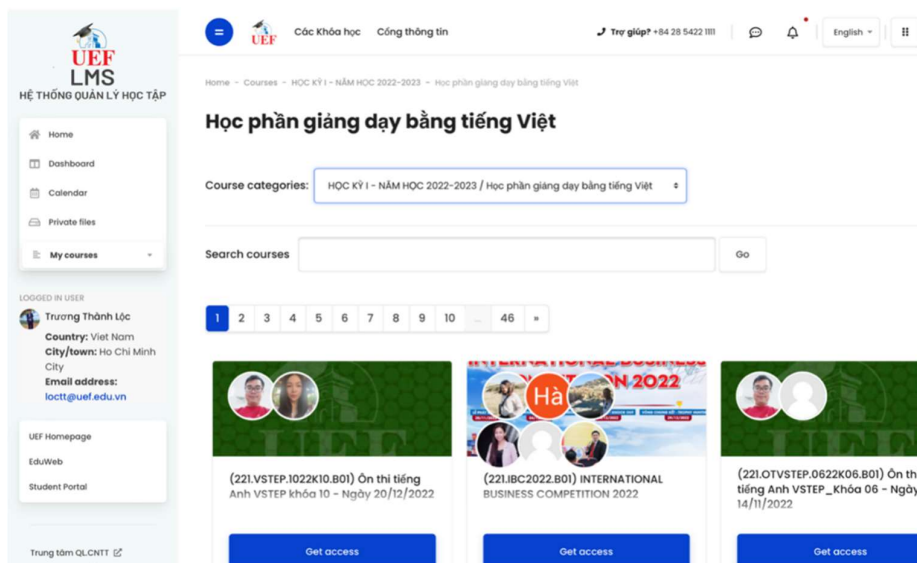 UEF
LMS
HỆ THỐNG QUẢN LÝ HỌC TẬP
Home
Dashboard
Calendar
Private files
My courses
LOGGED IN USER
Trương Thành Lộc
Country: Viet Nam
City/town: Ho Chi Minh
City
Email address:
loctt@uef.edu.vn
UEF Homepage
EduWeb
Student Portal
Trung tâm QL.CNTT
UEF
Các Khóa học Cổng thông tin
Trợ giúp? +84 28 5422 1111
English
Home - Courses - HỌC KỲ I - NĂM HỌC 2022-2023 - Học phần giảng dạy bằng tiếng Việt
Học phần giảng dạy bằng tiếng Việt
Course categories: HỌC KỲ I - NĂM HỌC 2022-2023 / Học phần giảng dạy bằng tiếng Việt
Search courses Go
1 2 3 4 5 6 7 8 9 10 ... 46 »
UEF
INTERNATIONAL BUSINESS
N 2022
Hà
UEF
(221.VSTEP.1022K10.B01) Ôn thi tiếng
Anh VSTEP khóa 10 - Ngày 20/12/2022
Get access
(221.IBC2022.B01) INTERNATIONAL
BUSINESS COMPETITION 2022
Get access
(221.OTVSTEP.0622K06.B01) Ôn th
tiếng Anh VSTEP_Khóa 06 - Ngày
14/11/2022
Get access